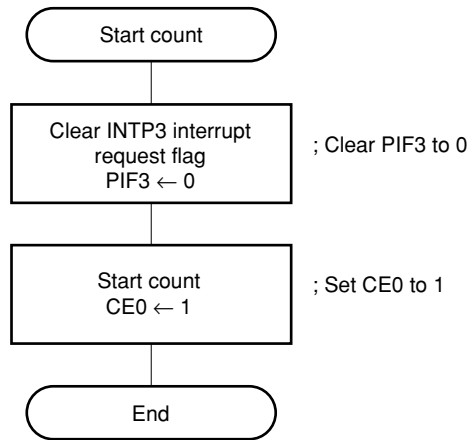 Start count
Clear INTP3 interrupt
request flag
PIF3 ← 0
; Clear PIF3 to 0
Start count
CE0 ← 1
; Set CE0 to 1
End